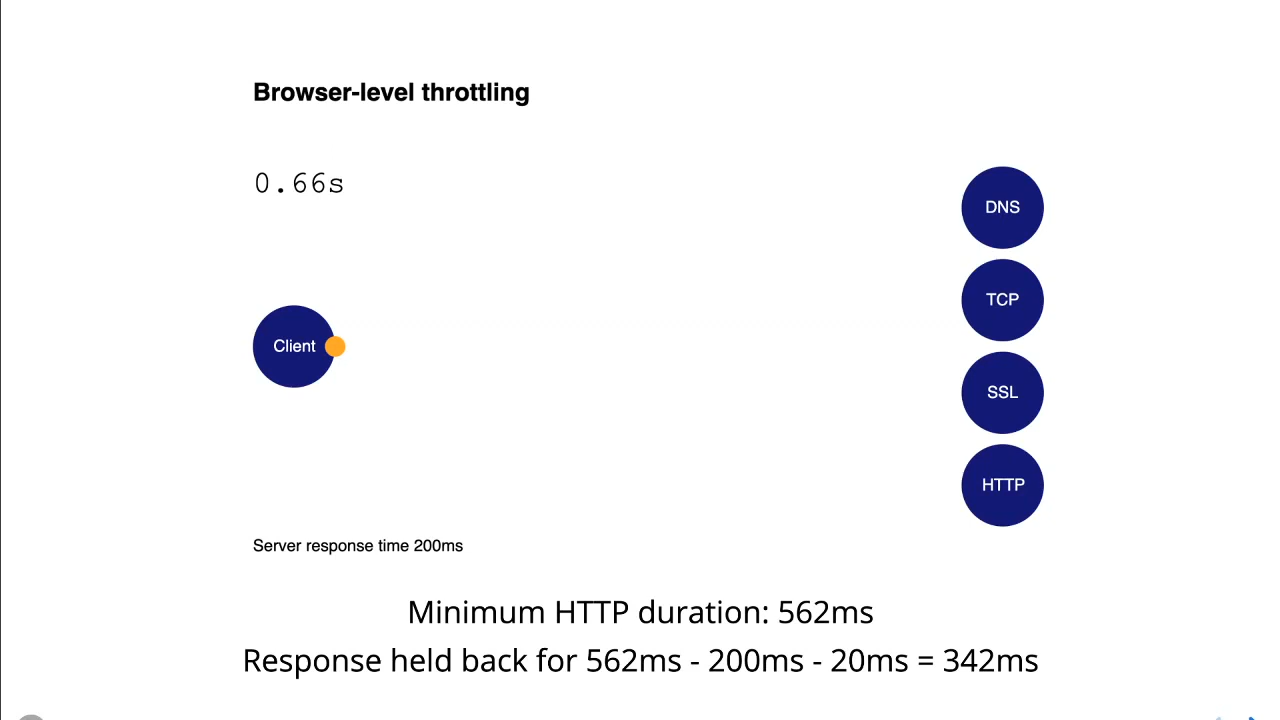 Browser-level throttling
0.66s
DNS
TCP
Client
SSL
HTTP
Server response time 200ms
Minimum HTTP duration: 562ms
Response held back for 562ms - 200ms - 20ms = 342ms